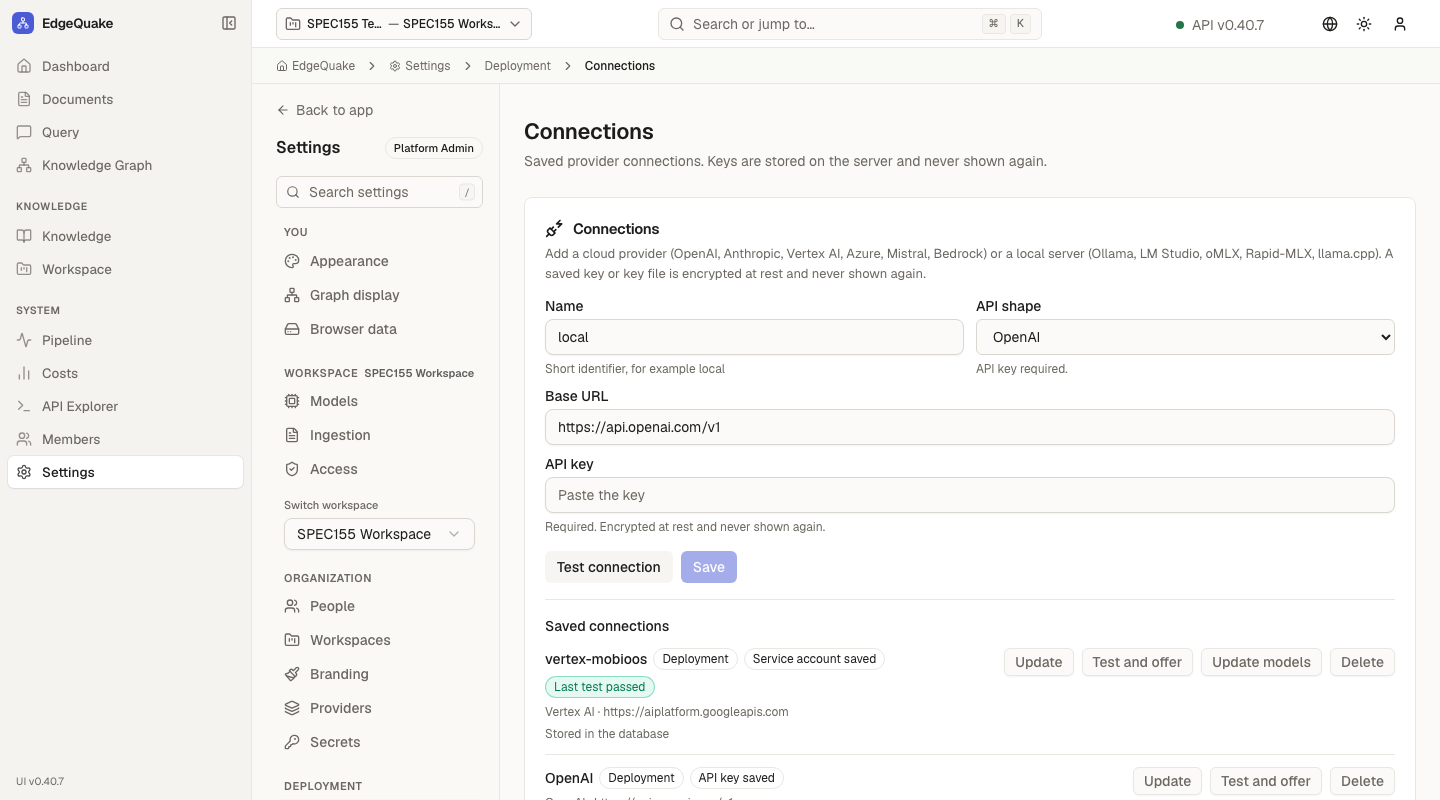 EdgeQuake
Dashboard
Documents
Query
Knowledge Graph
KNOWLEDGE
Knowledge
Workspace
SYSTEM
Pipeline
Costs
API Explorer
Members
Settings
UI v0.40.7
SPEC155 Te... — SPEC155 Works...
Search or jump to...
⌘ K
API v0.40.7
EdgeQuake
Settings
Deployment
Connections
Back to app
Settings
Platform Admin
Search settings
/
YOU
Appearance
Graph display
Browser data
WORKSPACE SPEC155 Workspace
Models
Ingestion
Access
Switch workspace
SPEC155 Workspace
ORGANIZATION
People
Workspaces
Branding
Providers
Secrets
DEPLOYMENT
Connections
Saved provider connections. Keys are stored on the server and never shown again.
Connections
Add a cloud provider (OpenAI, Anthropic, Vertex AI, Azure, Mistral, Bedrock) or a local server (Ollama, LM Studio, oMLX, Rapid-MLX, llama.cpp). A
saved key or key file is encrypted at rest and never shown again.
Name
local
Short identifier, for example local
API shape
OpenAI
API key required.
Base URL
https://api.openai.com/v1
API key
Paste the key
Required. Encrypted at rest and never shown again.
Test connection
Save
Saved connections
vertex-mobioos Deployment Service account saved
Last test passed
Update
Test and offer
Update models
Delete
Vertex AI · https://aiplatform.googleapis.com
Stored in the database
OpenAI Deployment API key saved
Update
Test and offer
Delete